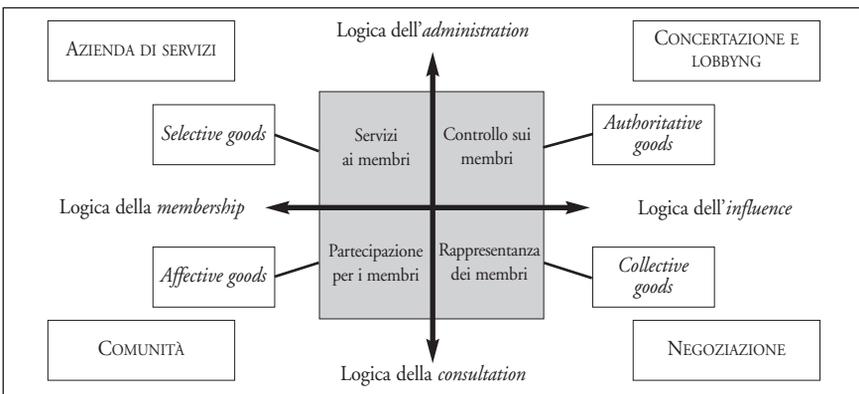 Logica dell'administration
AZIENDA DI SERVIZI
CONCERTAZIONE E
LOBBYNG
Selective goods
Servizi
ai membri
Controllo sui
membri
Authoritative
goods
Logica della membership
Logica dell'influence
Affective goods
Partecipazione
per i membri
Rappresentanza
dei membri
Collective
goods
COMUNITÀ
NEGOZIAZIONE
Logica della consultation